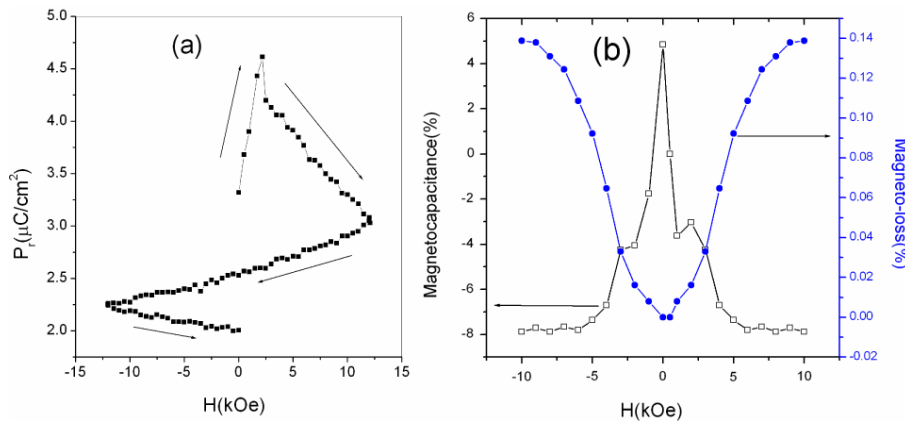 (a)
5.0
4.5
4.0
3.5
3.0
2.5
2.0
Pr(μC/cm²)
-15 -10 -5 0 5 10 15
H(kOe)
(b)
6
4
2
0
-2
-4
-6
-8
Magnetocapacitance(%)
0.14
0.12
0.10
0.08
0.06
0.04
0.02
0.00
-0.02
Magneto-loss(%)
-10 -5 0 5 10
H(kOe)